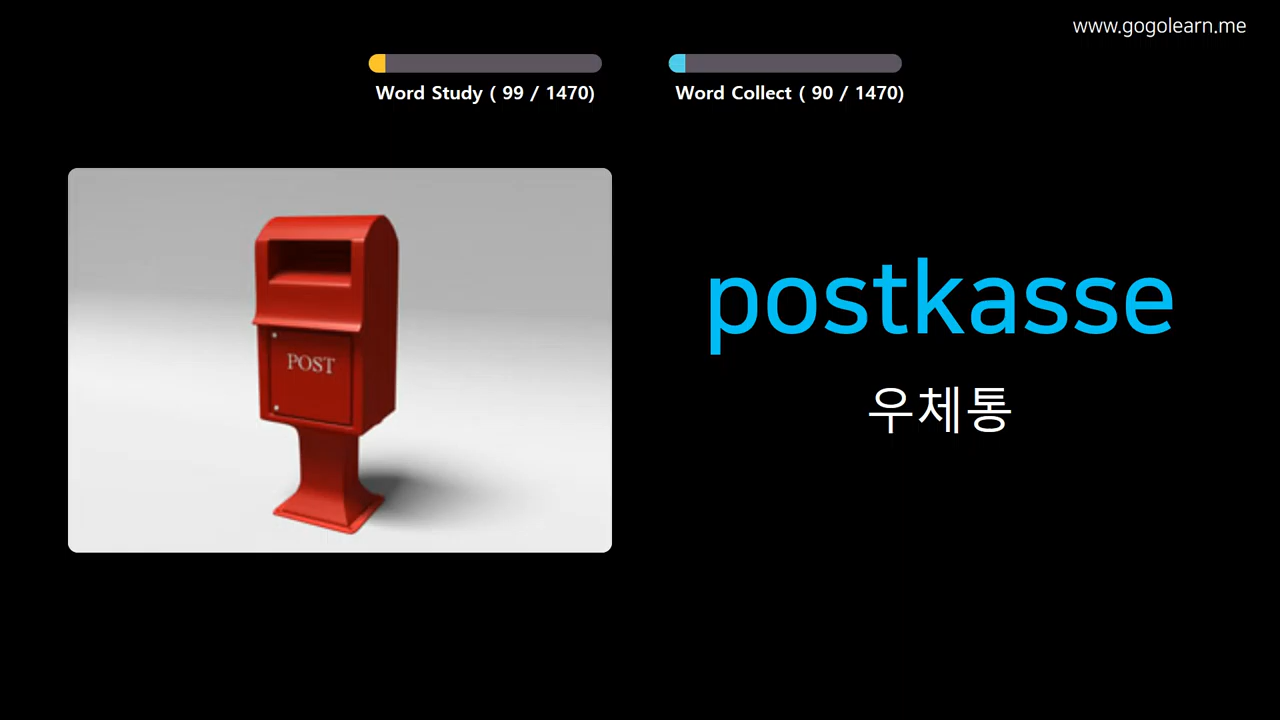 www.gogolearn.me
Word Study ( 99 / 1470)
Word Collect ( 90 / 1470)
POST
postkasse
우체통